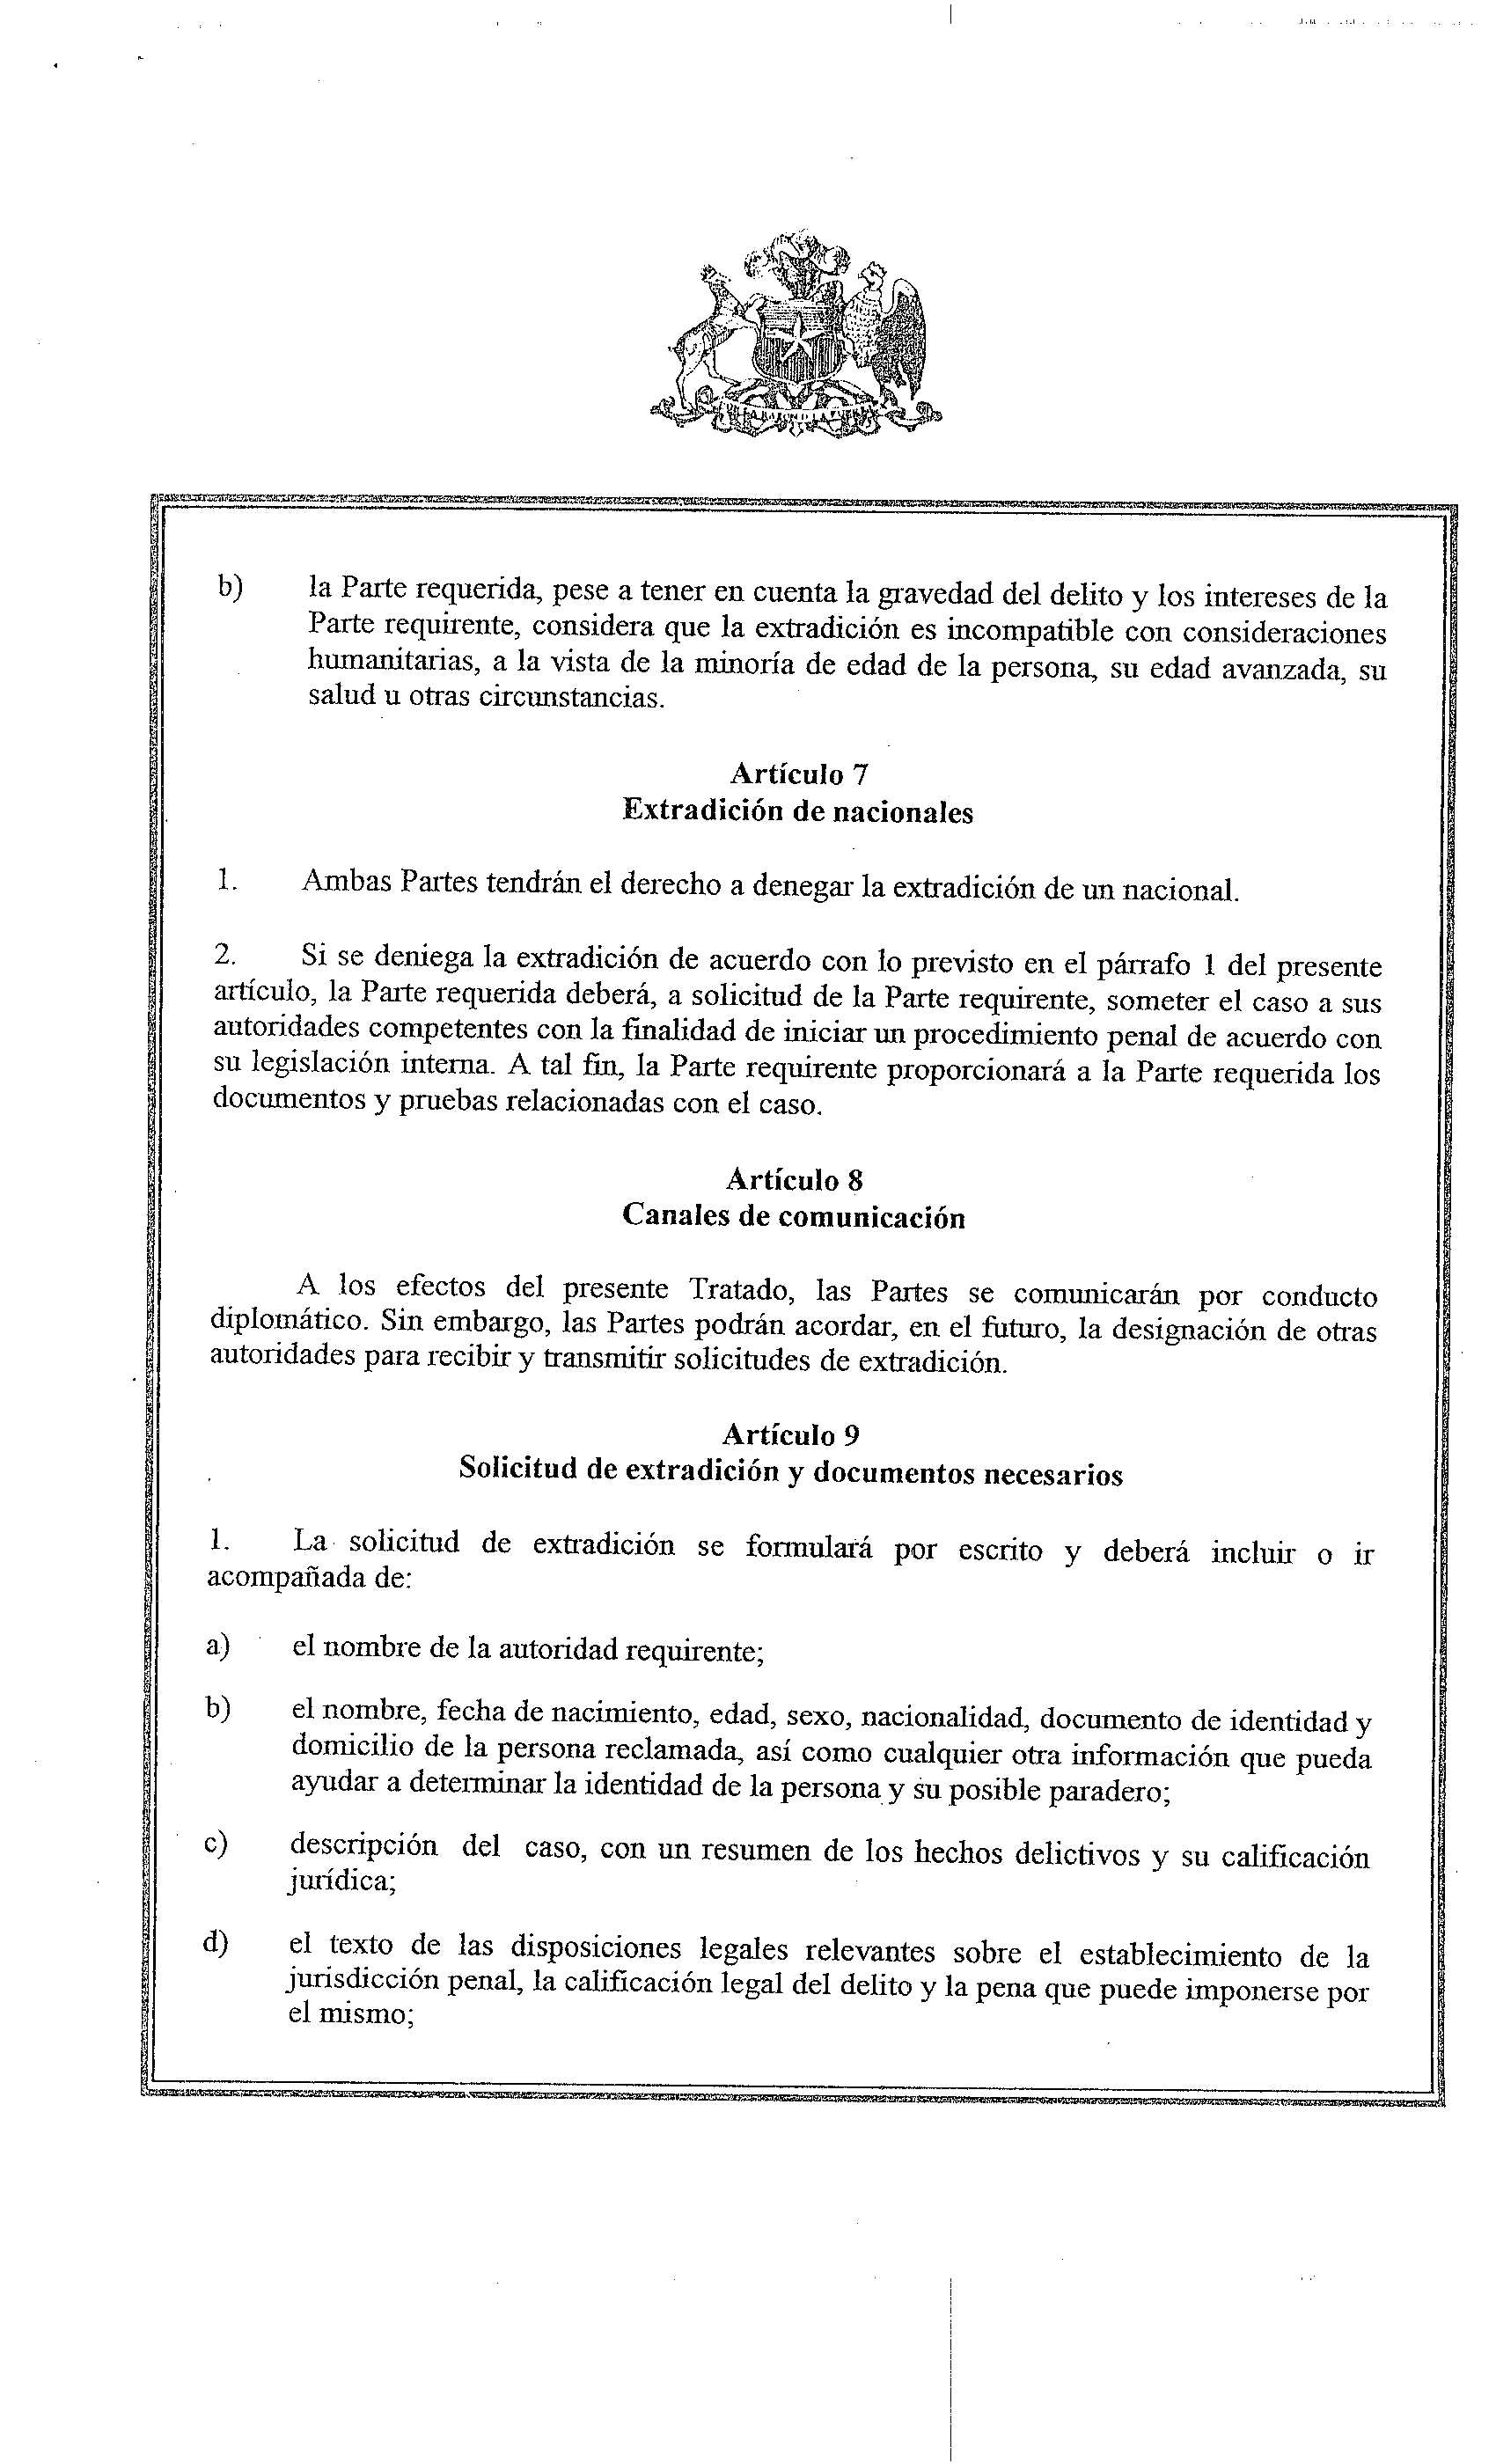 b) la Parte requerida, pese a tener en cuenta la gravedad del delito y los intereses de la
Parte requirente, considera que la extradición es incompatible con consideraciones
humanitarias, a la vista de la minoría de edad de la persona, su edad avanzada, su
salud u otras circunstancias.
Artículo 7
Extradición de nacionales
1. Ambas Partes tendrán el derecho a denegar la extradición de un nacional.
2. Si se deniega la extradición de acuerdo con lo previsto en el párrafo 1 del presente
artículo, la Parte requerida deberá, a solicitud de la Parte requirente, someter el caso a sus
autoridades competentes con la finalidad de iniciar un procedimiento penal de acuerdo con
su legislación interna. A tal fin, la Parte requirente proporcionará a la Parte requerida los
documentos y pruebas relacionadas con el caso.
Artículo 8
Canales de comunicación
A los efectos del presente Tratado, las Partes se comunicarán por conducto
diplomático. Sin embargo, las Partes podrán acordar, en el futuro, la designación de otras
autoridades para recibir y transmitir solicitudes de extradición.
Artículo 9
Solicitud de extradición y documentos necesarios
1. La solicitud de extradición se formulará por escrito y deberá incluir o ir
acompañada de:
a) el nombre de la autoridad requirente;
b) el nombre, fecha de nacimiento, edad, sexo, nacionalidad, documento de identidad y
domicilio de la persona reclamada, así como cualquier otra información que pueda
ayudar a determinar la identidad de la persona y su posible paradero;
c) descripción del caso, con un resumen de los hechos delictivos y su calificación
jurídica;
d) el texto de las disposiciones legales relevantes sobre el establecimiento de la
jurisdicción penal, la calificación legal del delito y la pena que puede imponerse por
el mismo;